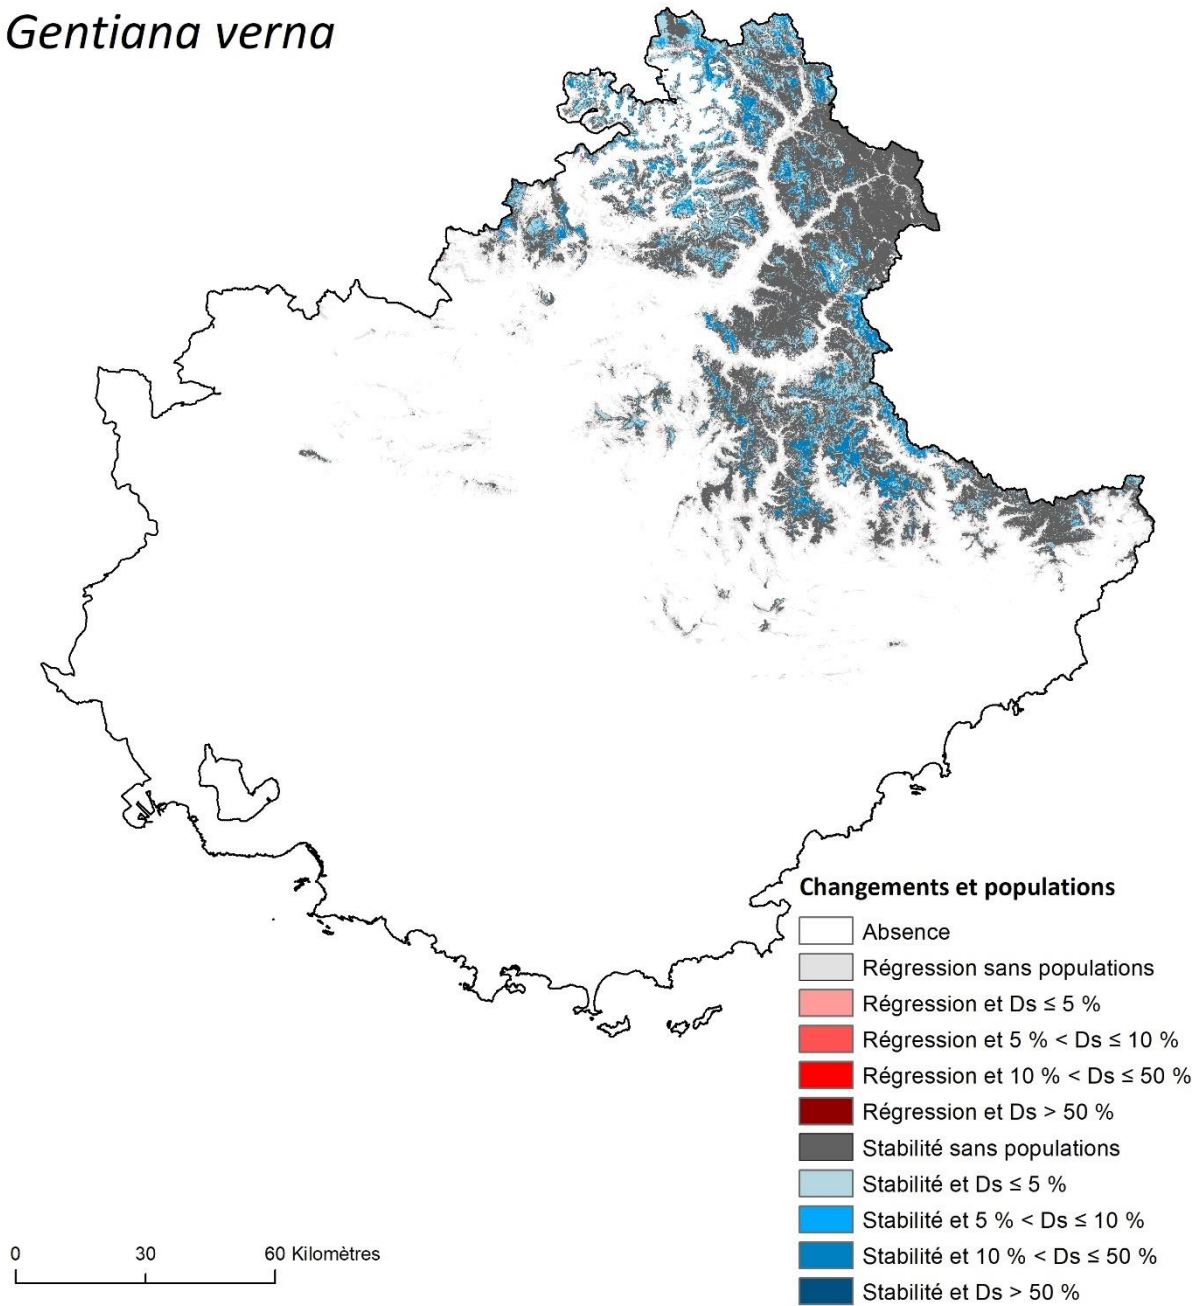 Gentiana verna
Changements et populations
Absence
Régression sans populations
Régression et Ds ≤ 5 %
Régression et 5 % < Ds ≤ 10 %
Régression et 10 % < Ds ≤ 50 %
Régression et Ds > 50 %
Stabilité sans populations
Stabilité et Ds ≤ 5 %
Stabilité et 5 % < Ds ≤ 10 %
Stabilité et 10 % < Ds ≤ 50 %
Stabilité et Ds > 50 %
0 30 60 Kilomètres